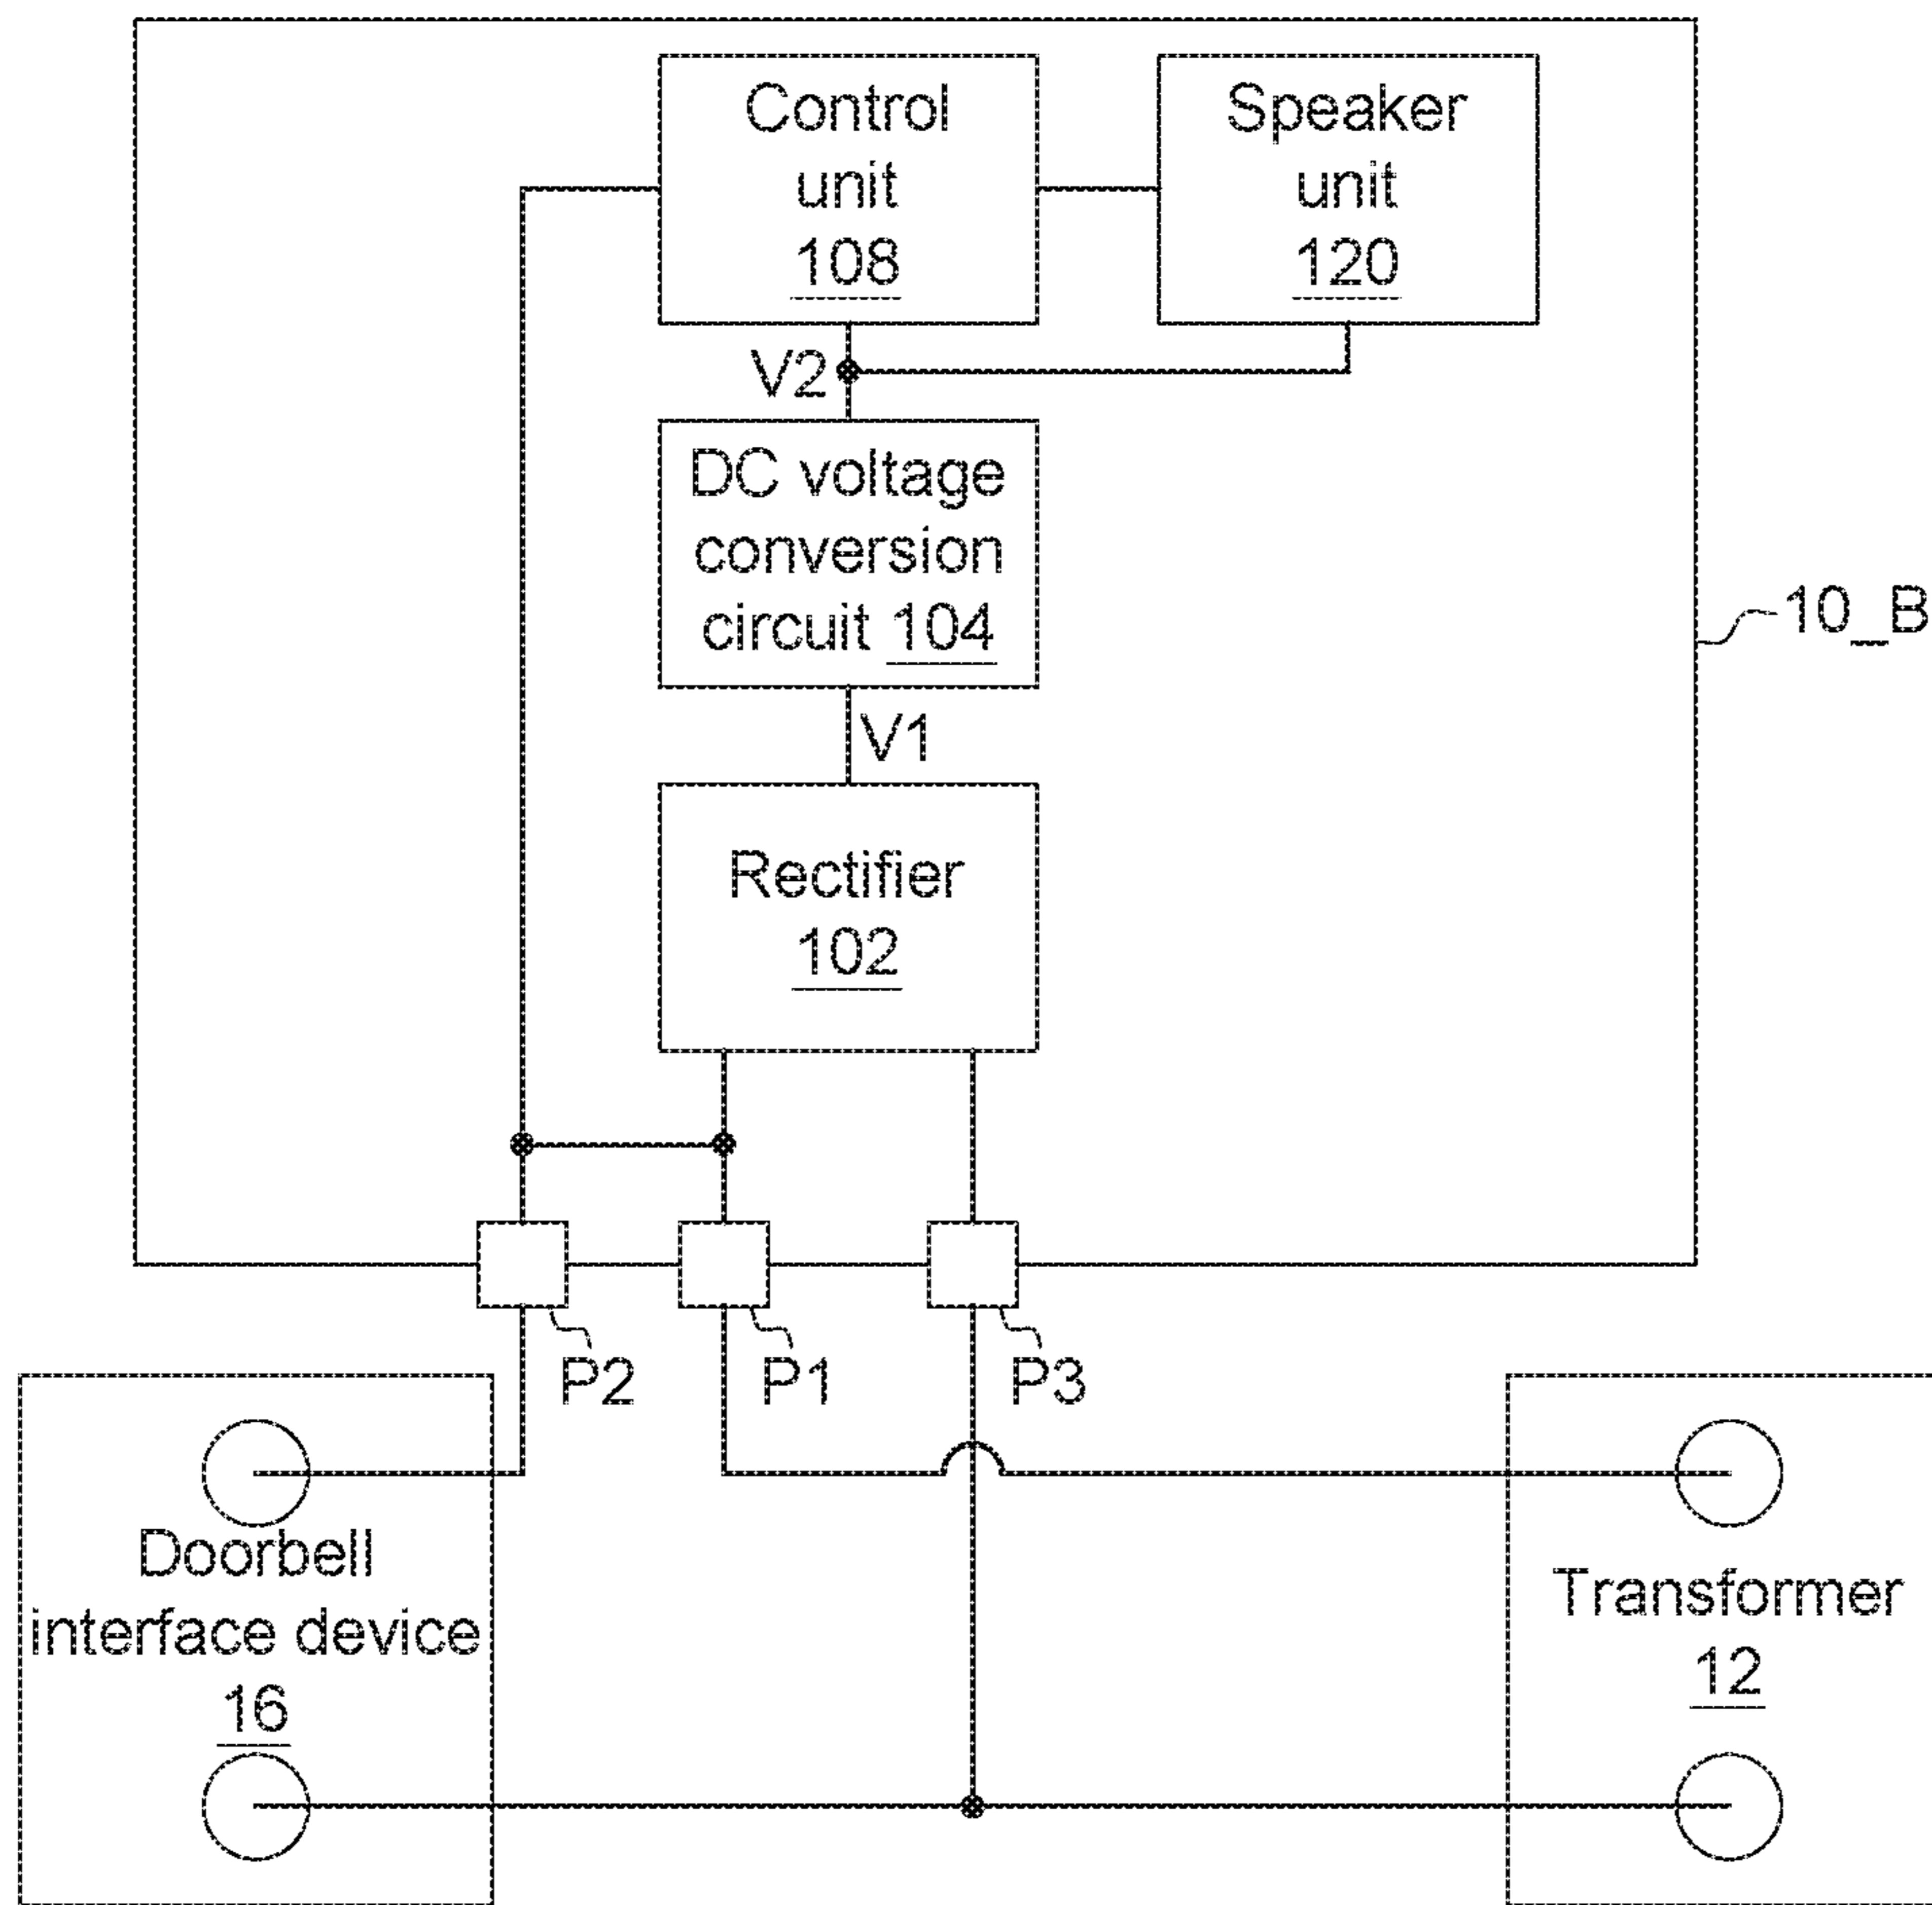 Control
unit
108
Speaker
unit
120
V2
DC voltage
conversion
circuit 104
10_B
V1
Rectifier
102
P2
P1
P3
Doorbell
interface device
16
Transformer
12